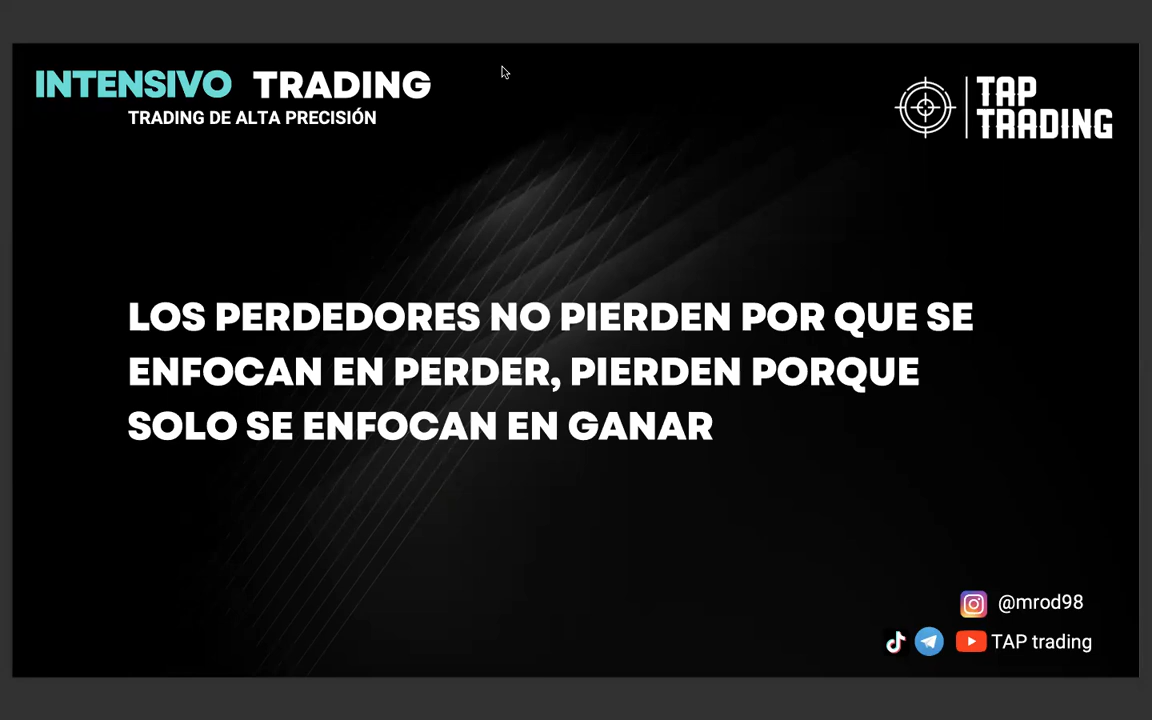 INTENSIVO TRADING
TRADING DE ALTA PRECISIÓN
TAP
TRADING
LOS PERDEDORES NO PIERDEN POR QUE SE
ENFOCAN EN PERDER, PIERDEN PORQUE
SOLO SE ENFOCAN EN GANAR
@mrod98
TAP trading